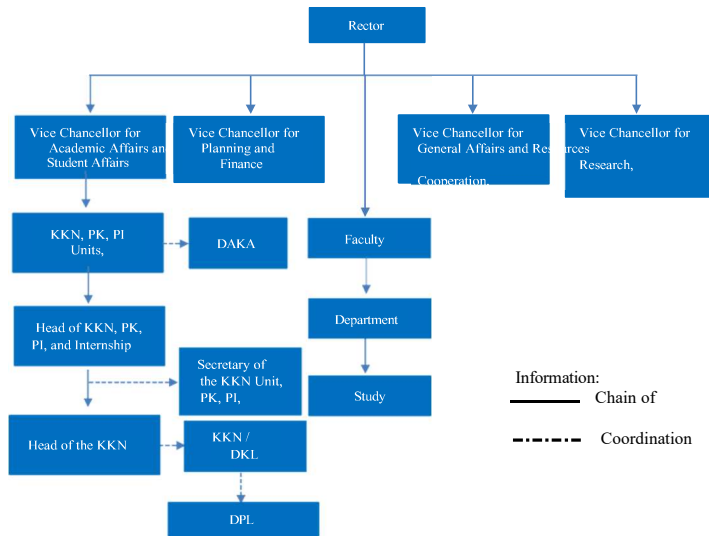 Rector
Vice Chancellor for
Academic Affairs an
Student Affairs
Vice Chancellor for
Planning and
Finance
Vice Chancellor for
General Affairs and Resources
Cooperation,
Vice Chancellor for
Research,
KKN, PK, PI
Units,
DAKA
Faculty
Head of KKN, PK,
PI, and Internship
Department
Secretary of
the KKN Unit,
PK, PI,
Study
Information:
Chain of
Coordination
Head of the KKN
KKN /
DKL
DPL